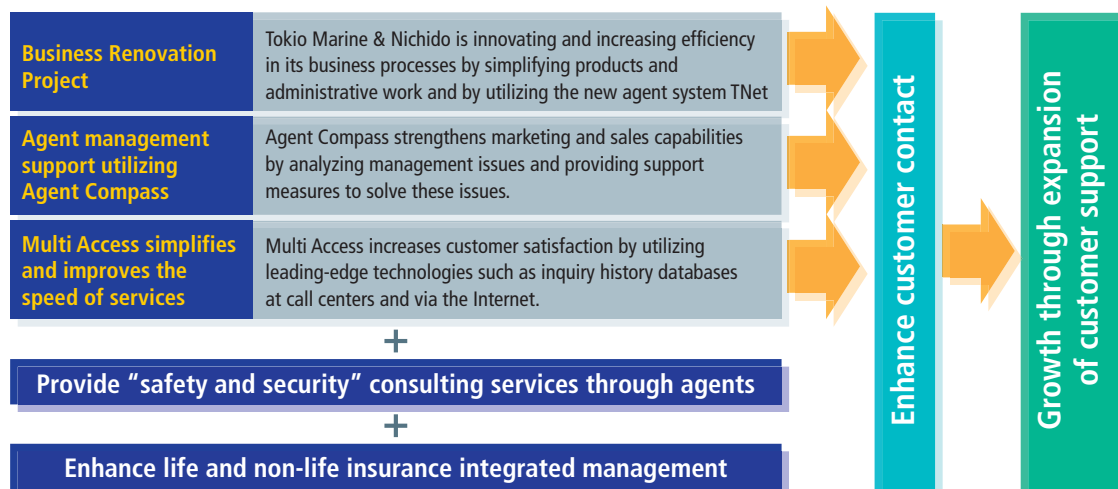 Business Renovation
Project
Tokio Marine & Nichido is innovating and increasing efficiency
in its business processes by simplifying products and
administrative work and by utilizing the new agent system TNet
Agent management
support utilizing
Agent Compass
Agent Compass strengthens marketing and sales capabilities
by analyzing management issues and providing support
measures to solve these issues.
Multi Access simplifies
and improves the
speed of services
Multi Access increases customer satisfaction by utilizing
leading-edge technologies such as inquiry history databases
at call centers and via the Internet.
+
Provide “safety and security” consulting services through agents
+
Enhance life and non-life insurance integrated management
Enhance customer contact
Growth through expansion
of customer support